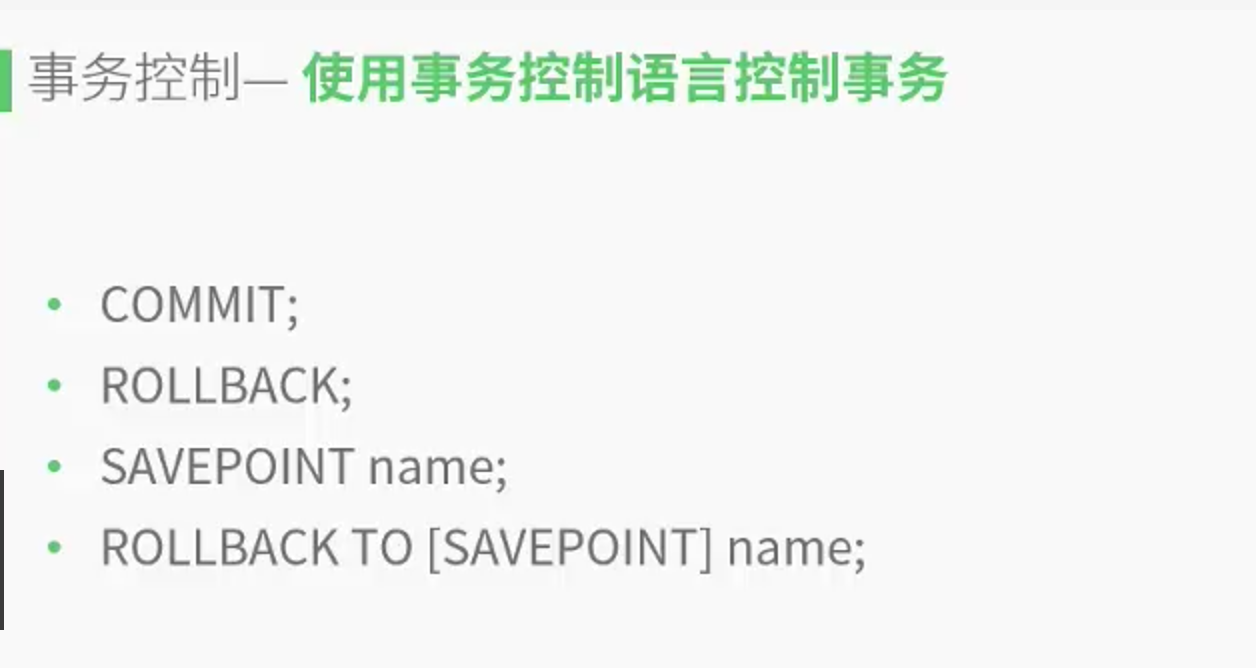 事务控制— 使用事务控制语言控制事务
• COMMIT;
• ROLLBACK;
• SAVEPOINT name;
• ROLLBACK TO [SAVEPOINT] name;